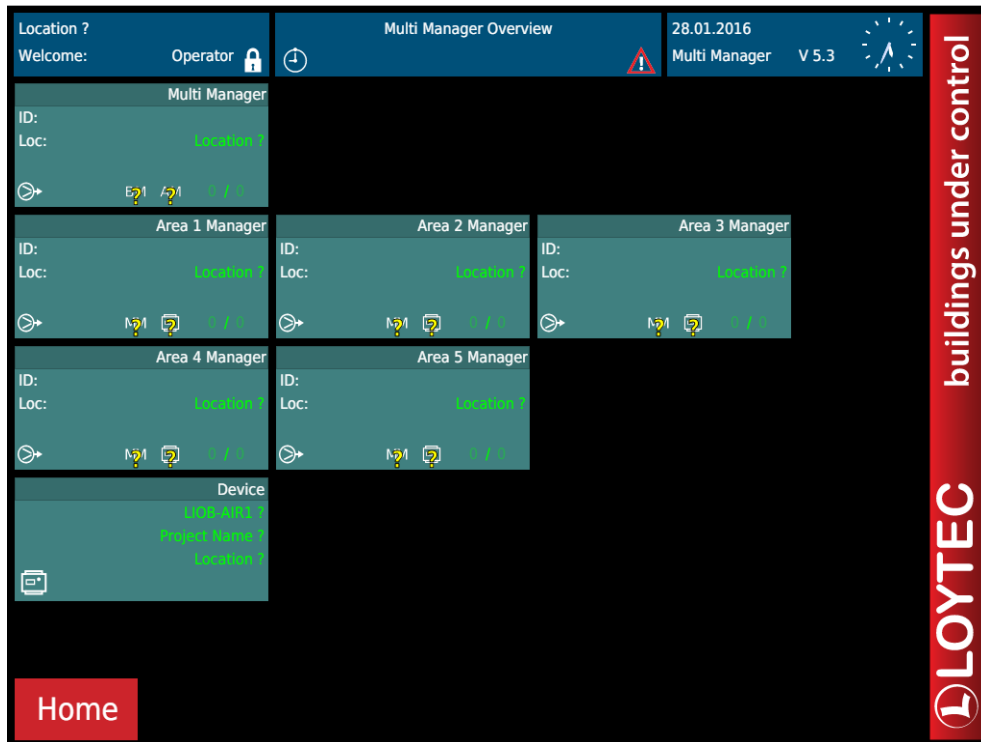 Location ?
Welcome: Operator
Multi Manager Overview
28.01.2016
Multi Manager V 5.3
Multi Manager
ID:
Loc: Location ?
0 / 0
Area 1 Manager
ID:
Loc: Location ?
0 / 0
Area 2 Manager
ID:
Loc: Location ?
0 / 0
Area 3 Manager
ID:
Loc: Location ?
0 / 0
Area 4 Manager
ID:
Loc: Location ?
0 / 0
Area 5 Manager
ID:
Loc: Location ?
0 / 0
Device
LIOB-AIR1 ?
Project Name ?
Location ?
Home
LOYTEC buildings under control